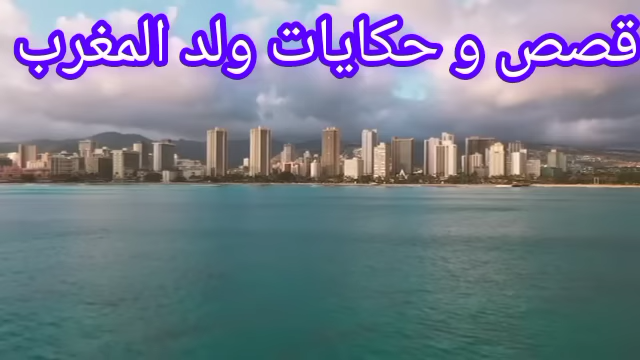 قصص و حكايات ولد المغرب